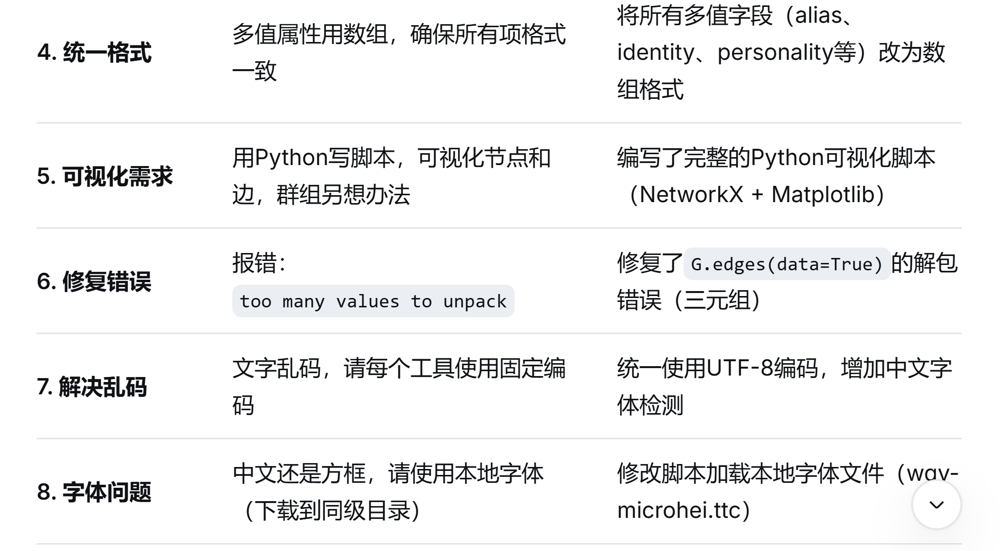 将所有多值字段（alias、
多值属性用数组，确保所有项格式
4. 统一格式
identity、personality等）改为数
一致
组格式
用Python写脚本，可视化节点和
编写了完整的Python可视化脚本
5. 可视化需求
边，群组另想办法
（NetworkX + Matplotlib）
报错：
修复了G.edges(data=True)的解包
6. 修复错误
too many values to unpack
错误（三元组）
文字乱码，请每个工具使用固定编
统一使用UTF-8编码，增加中文字
7. 解决乱码
码
体检测
中文还是方框，请使用本地字体
修改脚本加载本地字体文件（wqy-
8. 字体问题
（下载到同级目录）
microhei.ttc）